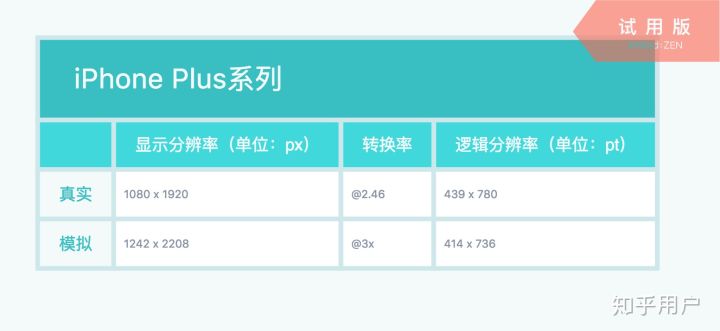 试用版
iPhone Plus系列
显示分辨率（单位：px） 转换率 逻辑分辨率（单位：pt）
真实 1080 x 1920 @2.46 439 x 780
模拟 1242 x 2208 @3x 414 x 736
知乎用户